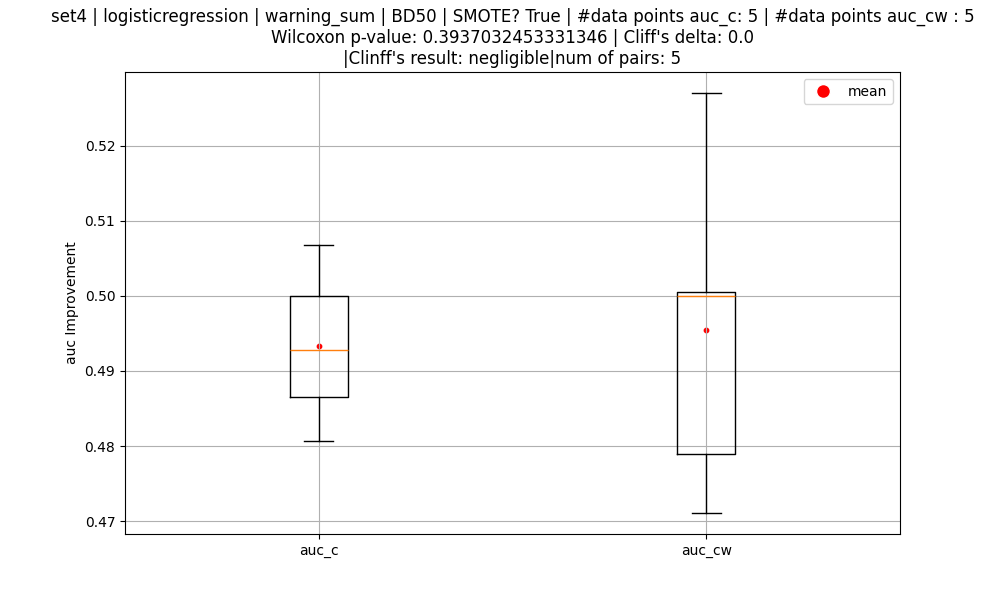 set4 | logisticregression | warning_sum | BD50 | SMOTE? True | #data points auc_c: 5 | #data points auc_cw : 5
Wilcoxon p-value: 0.3937032453331346 | Cliff's delta: 0.0
|Clinff's result: negligible|num of pairs: 5
mean
auc Improvement
0.52
0.51
0.50
0.49
0.48
0.47
auc_c
auc_cw